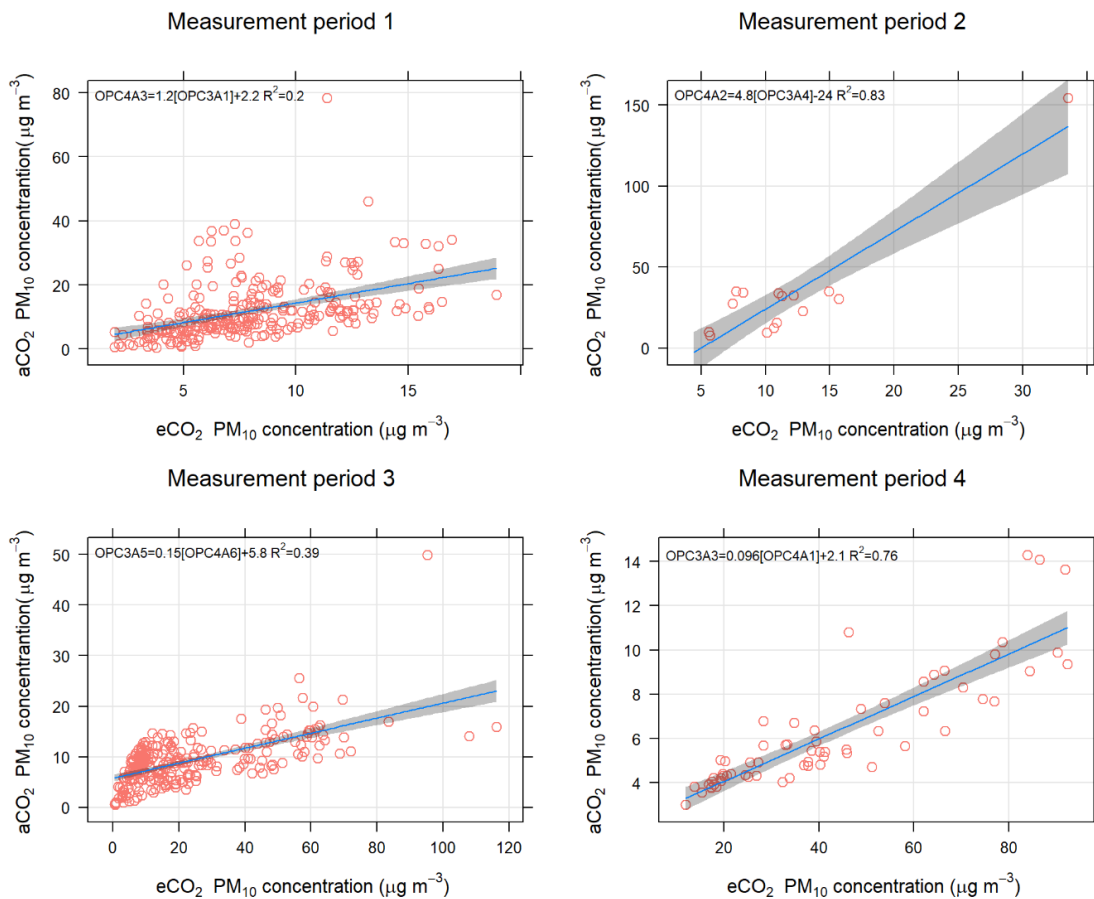 Measurement period 1
OPC4A3=1.2[OPC3A1]+2.2 R²=0.2
aCO₂ PM₁₀ concentrantion(μg m⁻³)
80
60
40
20
0
5
10
15
eCO₂ PM₁₀ concentration (μg m⁻³)
Measurement period 2
OPC4A2=4.8[OPC3A4]-24 R²=0.83
aCO₂ PM₁₀ concentrantion(μg m⁻³)
150
100
50
0
5
10
15
20
25
30
eCO₂ PM₁₀ concentration (μg m⁻³)
Measurement period 3
OPC3A5=0.15[OPC4A6]+5.8 R²=0.39
aCO₂ PM₁₀ concentrantion(μg m⁻³)
50
40
30
20
10
0
0
20
40
60
80
100
120
eCO₂ PM₁₀ concentration (μg m⁻³)
Measurement period 4
OPC3A3=0.096[OPC4A1]+2.1 R²=0.76
aCO₂ PM₁₀ concentrantion(μg m⁻³)
14
12
10
8
6
4
20
40
60
80
eCO₂ PM₁₀ concentration (μg m⁻³)